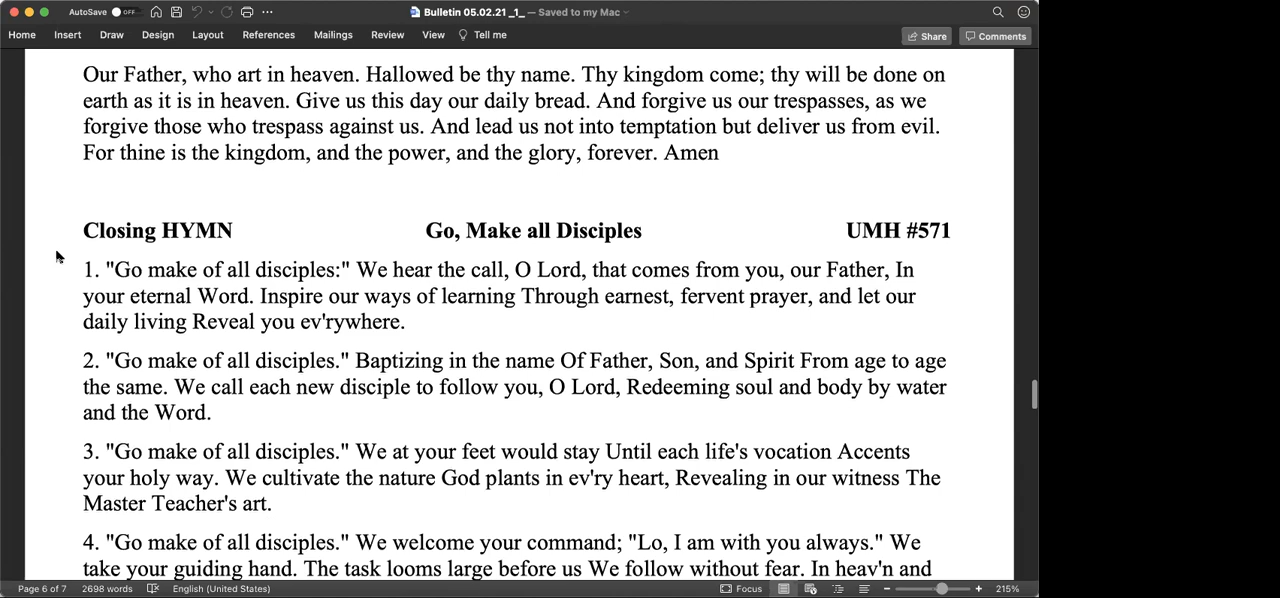 AutoSave OFF Bulletin 05.02.21 _1_ — Saved to my Mac
Home Insert Draw Design Layout References Mailings Review View Tell me Share Comments
Our Father, who art in heaven. Hallowed be thy name. Thy kingdom come; thy will be done on
earth as it is in heaven. Give us this day our daily bread. And forgive us our trespasses, as we
forgive those who trespass against us. And lead us not into temptation but deliver us from evil.
For thine is the kingdom, and the power, and the glory, forever. Amen
Closing HYMN Go, Make all Disciples UMH #571
1. "Go make of all disciples:" We hear the call, O Lord, that comes from you, our Father, In
your eternal Word. Inspire our ways of learning Through earnest, fervent prayer, and let our
daily living Reveal you ev'rywhere.
2. "Go make of all disciples." Baptizing in the name Of Father, Son, and Spirit From age to age
the same. We call each new disciple to follow you, O Lord, Redeeming soul and body by water
and the Word.
3. "Go make of all disciples." We at your feet would stay Until each life's vocation Accents
your holy way. We cultivate the nature God plants in ev'ry heart, Revealing in our witness The
Master Teacher's art.
4. "Go make of all disciples." We welcome your command; "Lo, I am with you always." We
take your guiding hand. The task looms large before us We follow without fear. In heav'n and
Page 6 of 7 2698 words English (United States) Focus 215%